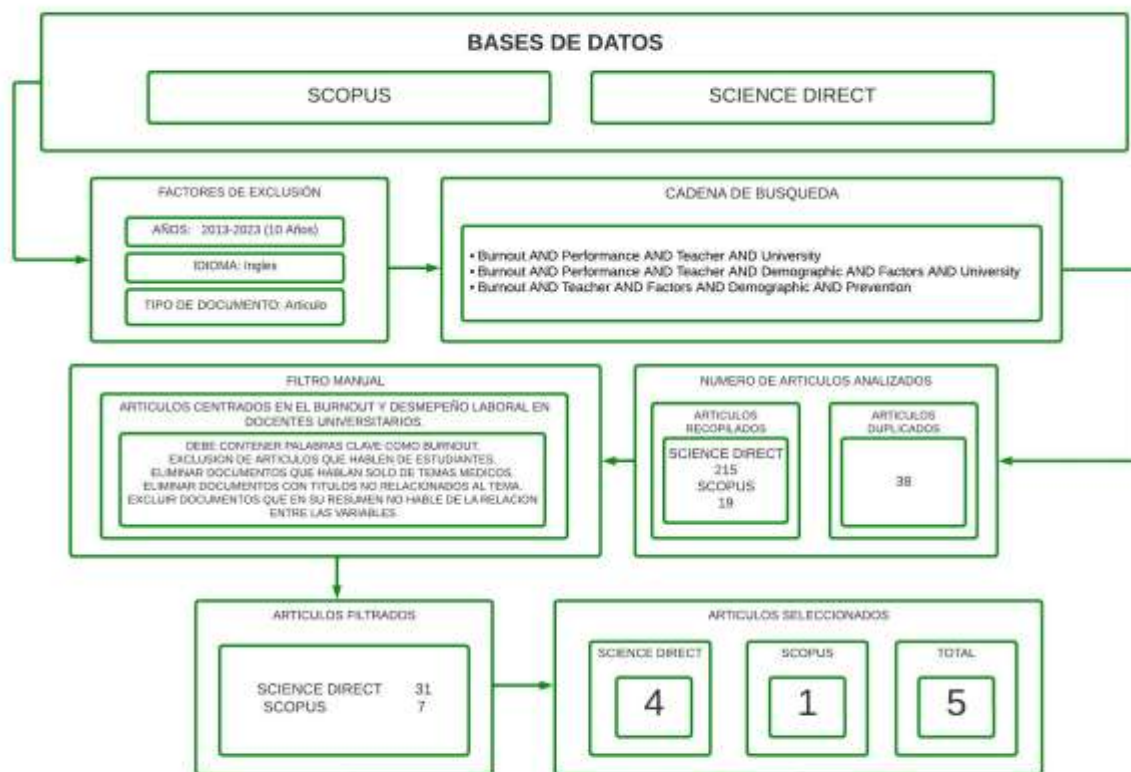 BASES DE DATOS
SCOPUS
SCIENCE DIRECT
FACTORES DE EXCLUSIÓN
AÑOS: 2013-2023 (10 Años)
IDIOMA: Ingles
TIPO DE DOCUMENTO: Articulo
CADENA DE BUSQUEDA
• Burnout AND Performance AND Teacher AND University
• Burnout AND Performance AND Teacher AND Demographic AND Factors AND University
• Burnout AND Teacher AND Factors AND Demographic AND Prevention
FILTRO MANUAL
ARTICULOS CENTRADOS EN EL BURNOUT Y DESMEPEÑO LABORAL EN
DOCENTES UNIVERSITARIOS.
DEBE CONTENER PALABRAS CLAVE COMO BURNOUT.
EXCLUSION DE ARTICULOS QUE HABLEN DE ESTUDIANTES.
ELIMINAR DOCUMENTOS QUE HABLAN SOLO DE TEMAS MEDICOS.
ELIMINAR DOCUMENTOS CON TITULOS NO RELACIONADOS AL TEMA.
EXCLUIR DOCUMENTOS QUE EN SU RESUMEN NO HABLE DE LA RELACION
ENTRE LAS VARIABLES.
NUMERO DE ARTICULOS ANALIZADOS
ARTICULOS
RECOPILADOS
SCIENCE DIRECT
215
SCOPUS
19
ARTICULOS
DUPLICADOS
38
ARTICULOS FILTRADOS
SCIENCE DIRECT 31
SCOPUS 7
ARTICULOS SELECCIONADOS
SCIENCE DIRECT
4
SCOPUS
1
TOTAL
5